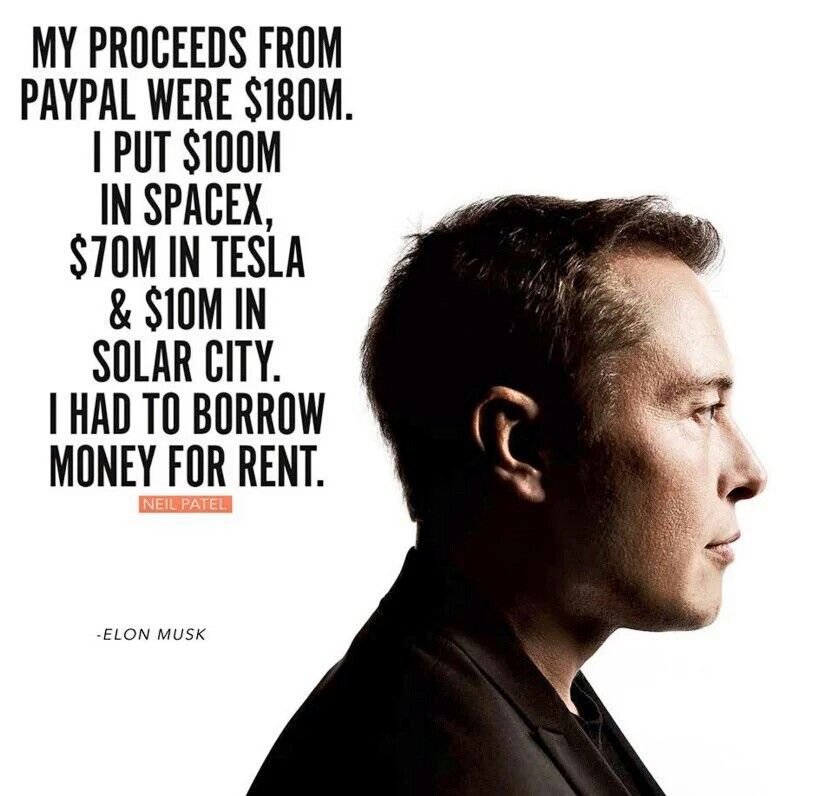 MY PROCEEDS FROM
PAYPAL WERE $180M.
I PUT $100M
IN SPACEX,
$70M IN TESLA
& $10M IN
SOLAR CITY.
I HAD TO BORROW
MONEY FOR RENT.
NEIL PATEL
-ELON MUSK